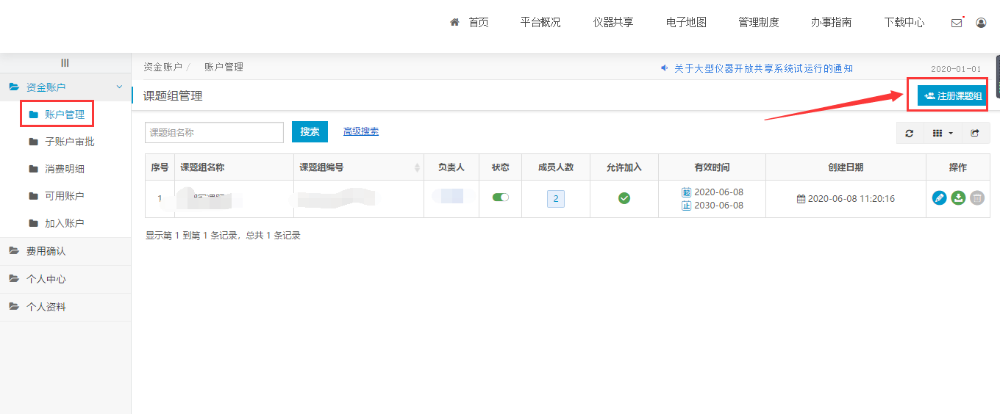 首页 平台概况 仪器共享 电子地图 管理制度 办事指南 下载中心
资金账户 / 账户管理 关于大型仪器开放共享系统试运行的通知 2020-01-01
资金账户
账户管理
子账户审批
消费明细
可用账户
加入账户
费用确认
个人中心
个人资料
课题组管理 注册课题组
课题组名称 搜索 高级搜索
序号 课题组名称 课题组编号 负责人 状态 成员人数 允许加入 有效时间 创建日期 操作
1 2 起 2020-06-08 2020-06-08 11:20:16
止 2030-06-08
显示第 1 到第 1 条记录，总共 1 条记录